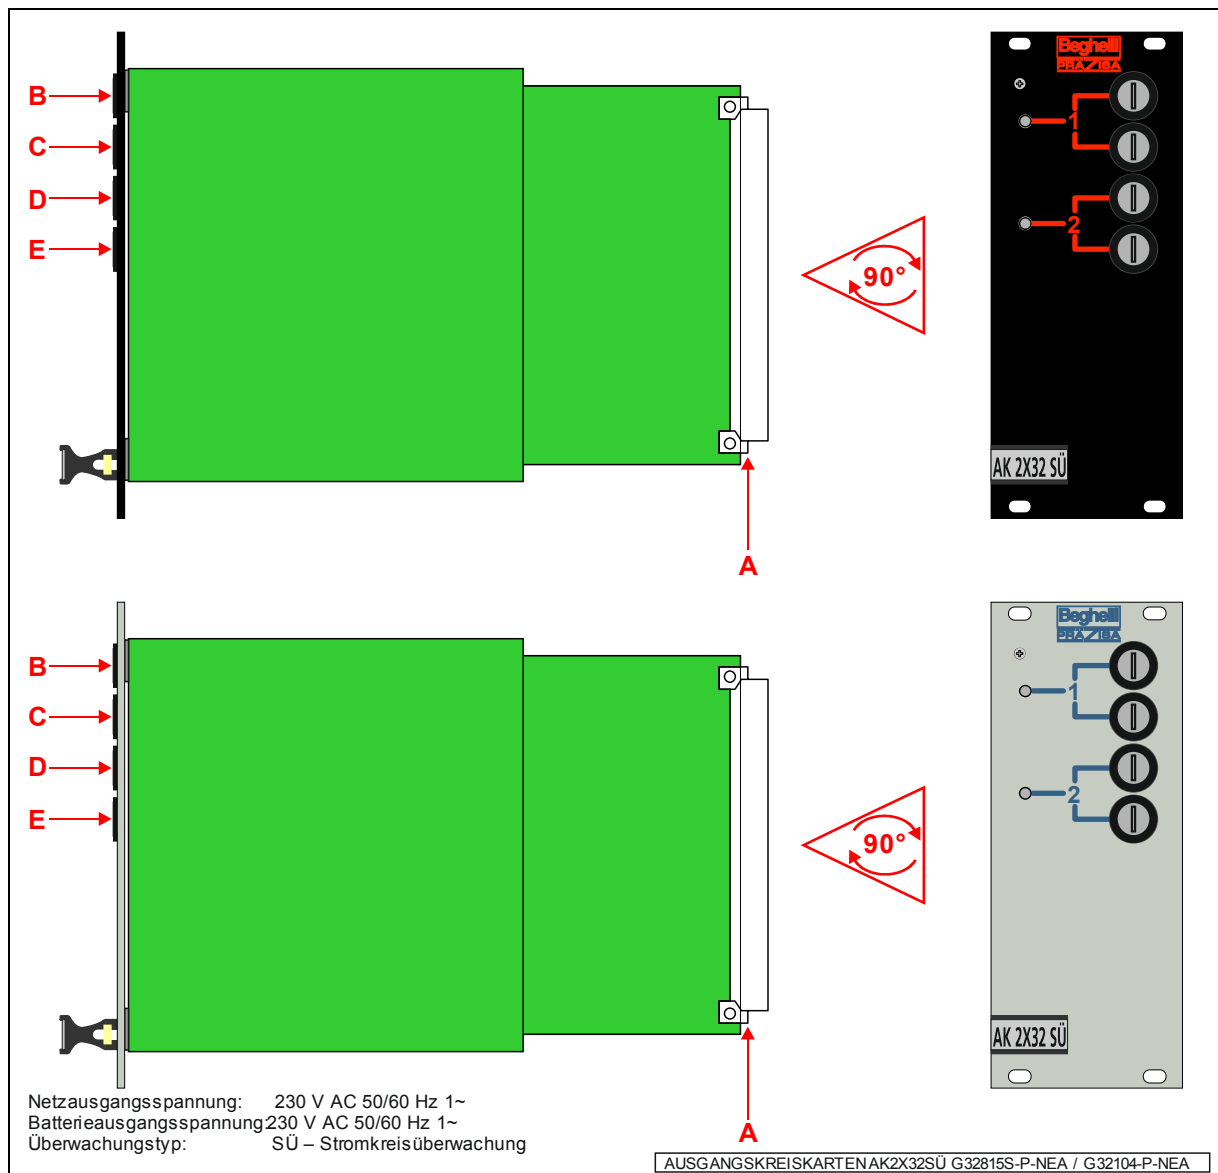 B
C
D
E
A
90°
Beghelli
PRÄZISA
1
2
AK 2X32 SÜ
B
C
D
E
A
90°
Beghelli
PRÄZISA
1
2
AK 2X32 SÜ
Netzausgangsspannung: 230 V AC 50/60 Hz 1~
Batterieausgangsspannung:230 V AC 50/60 Hz 1~
Überwachungstyp: SÜ – Stromkreisüberwachung
AUSGANGSKREISKARTEN AK2X32SÜ G32815S-P-NEA / G32104-P-NEA